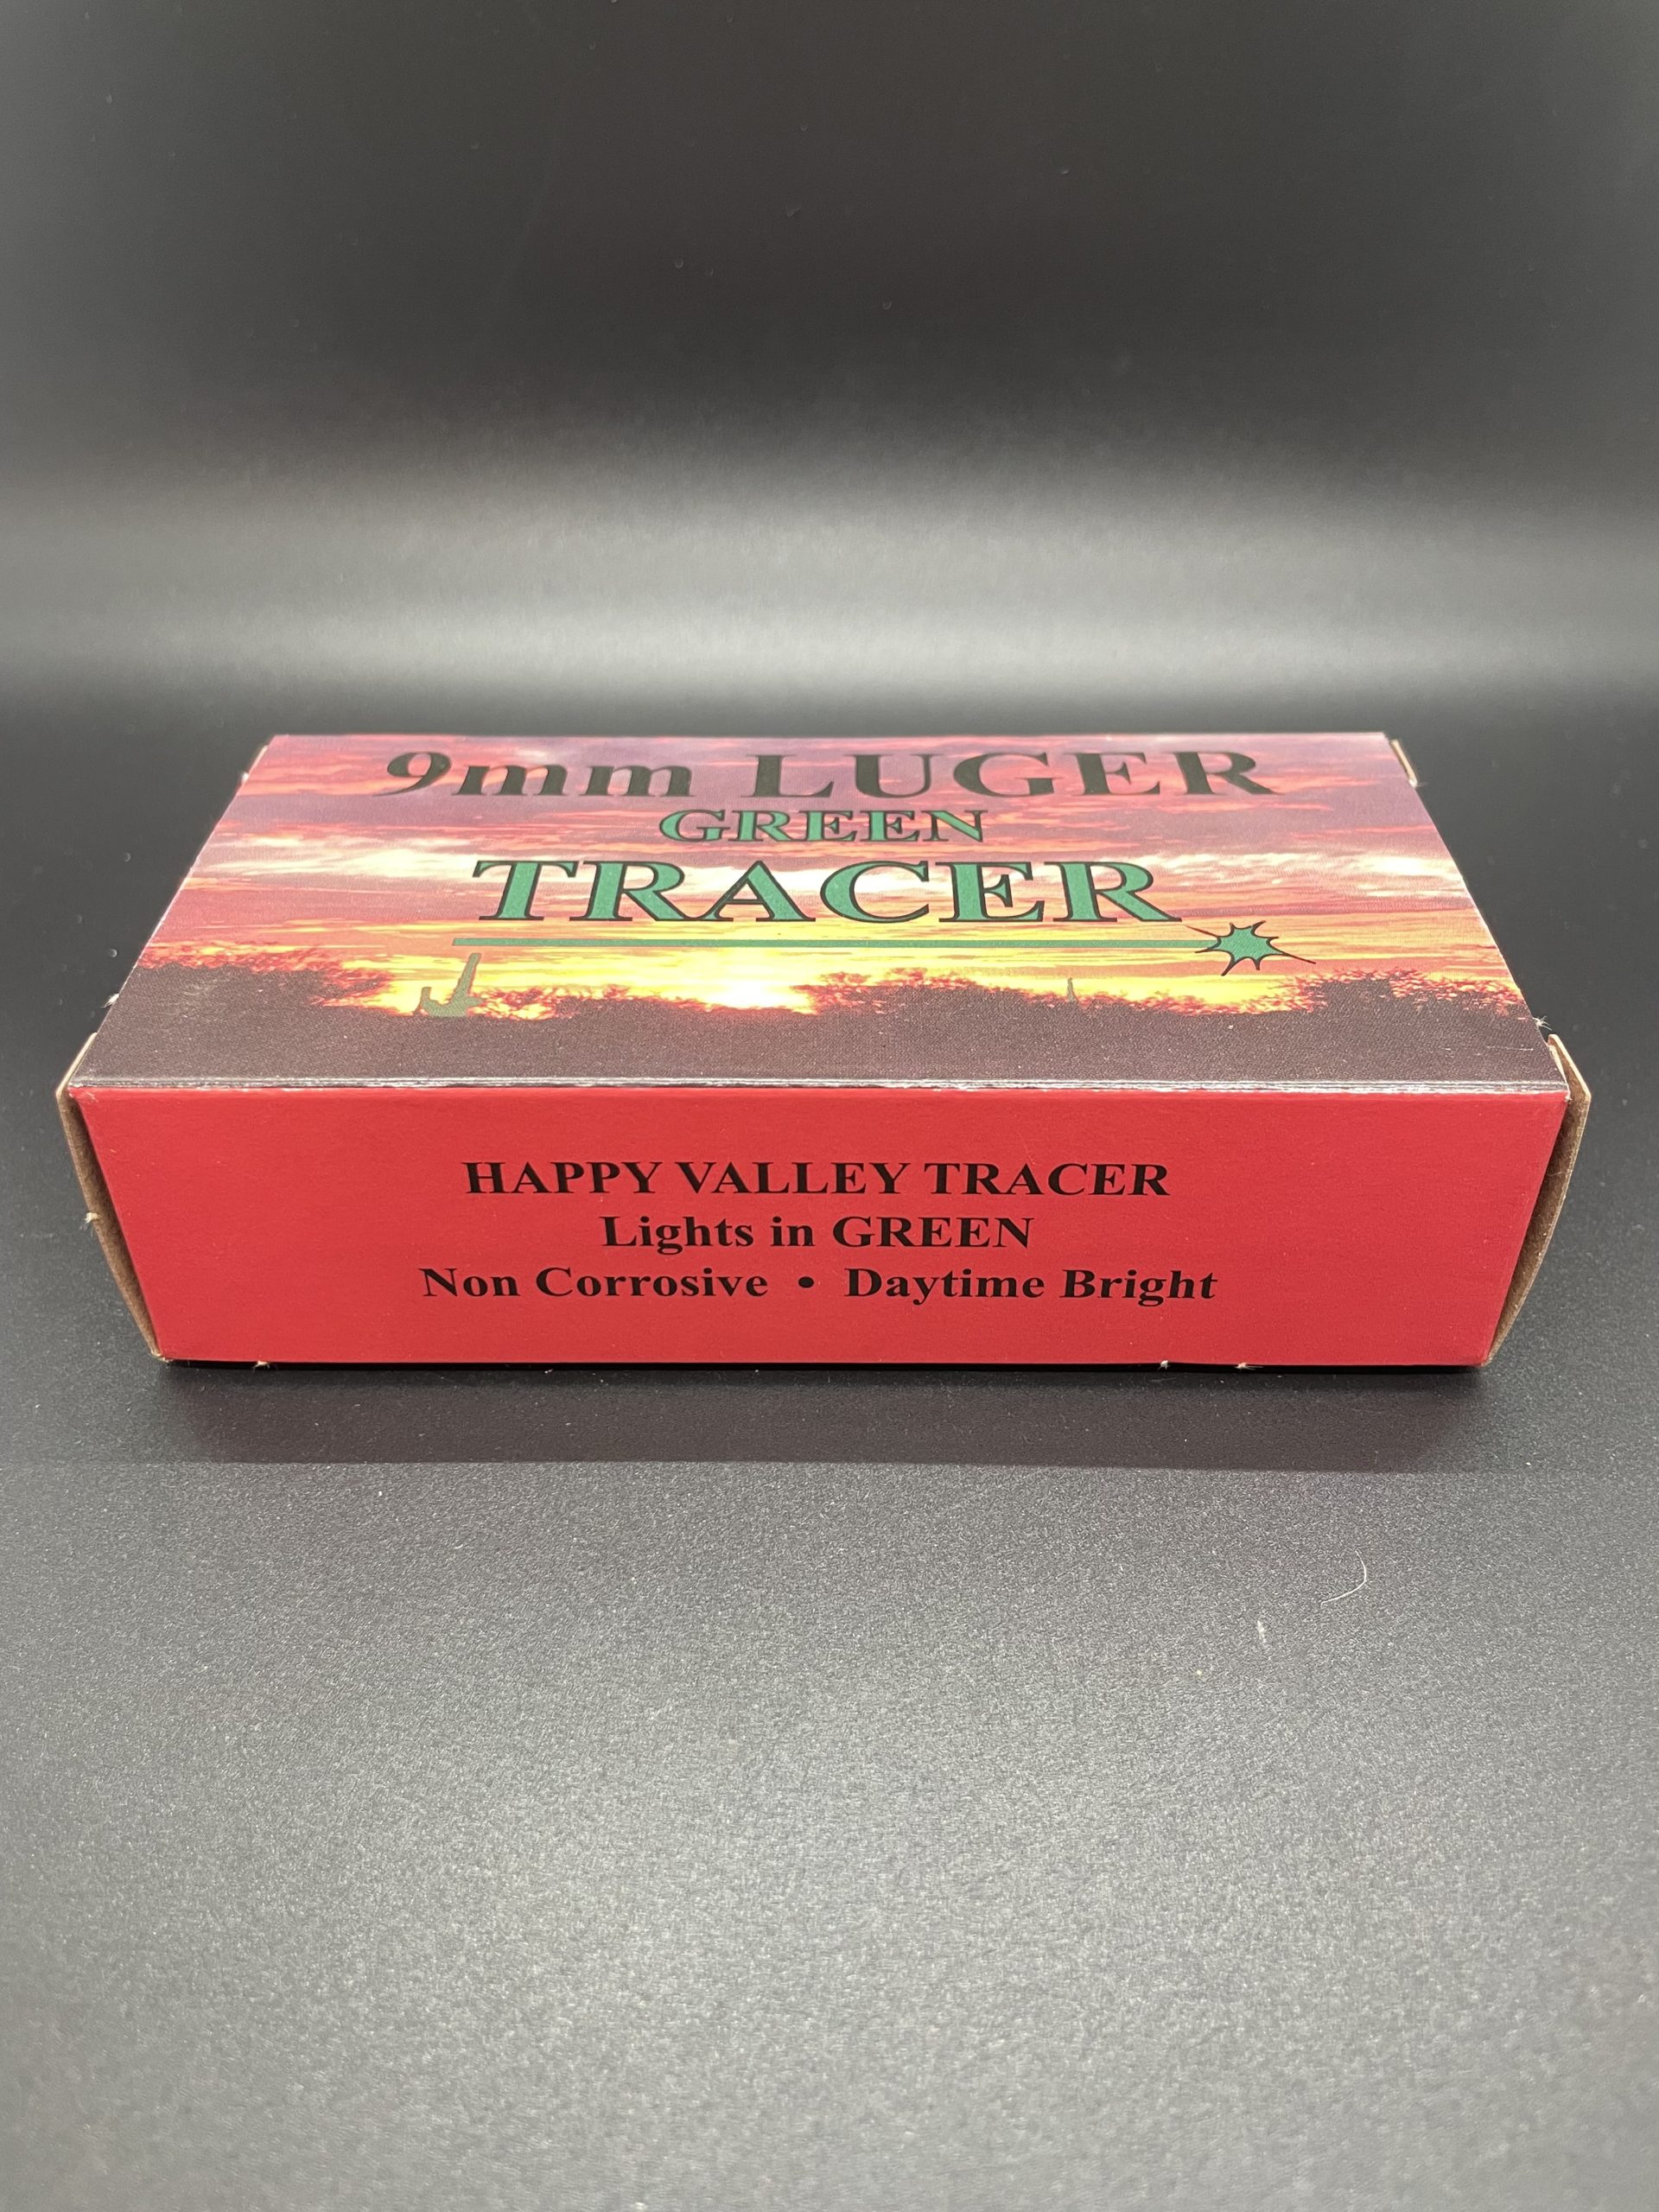 9mm LUGER
GREEN
TRACER
HAPPY VALLEY TRACER
Lights in GREEN
Non Corrosive • Daytime Bright